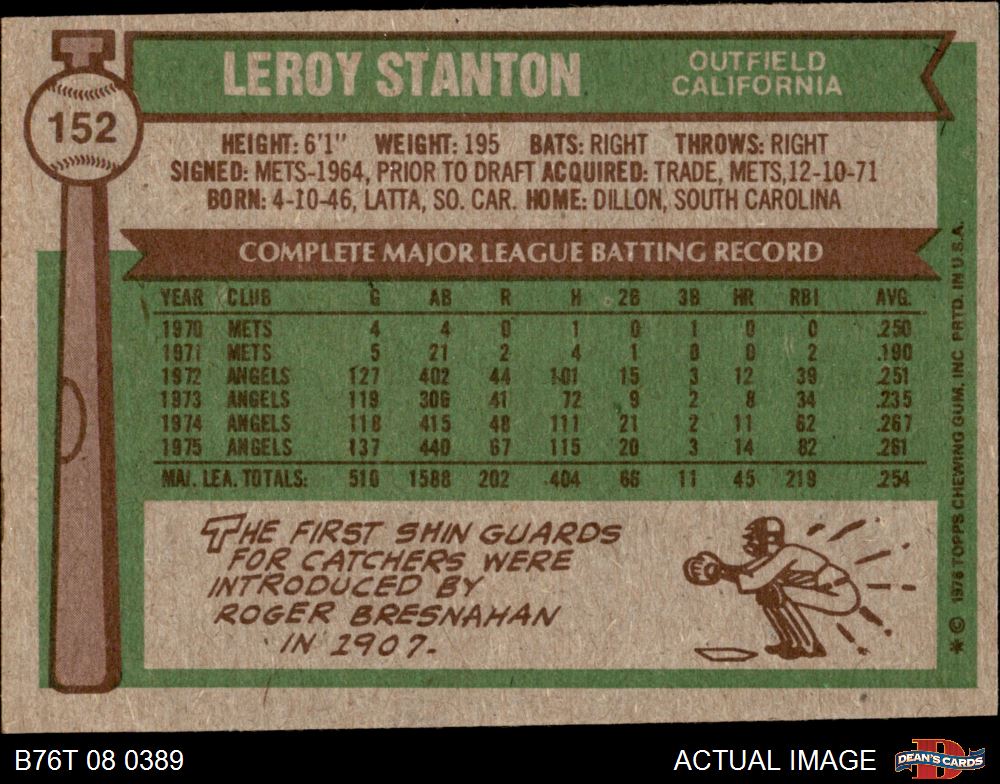 152
LEROY STANTON
OUTFIELD
CALIFORNIA
HEIGHT: 6'1" WEIGHT: 195 BATS: RIGHT THROWS: RIGHT
SIGNED: METS-1964, PRIOR TO DRAFT ACQUIRED: TRADE, METS,12-10-71
BORN: 4-10-46, LATTA, SO. CAR. HOME: DILLON, SOUTH CAROLINA
COMPLETE MAJOR LEAGUE BATTING RECORD
YEAR CLUB G AB R H 2B 3B HR RBI AVG.
1970 METS 4 4 0 1 0 1 0 0 .250
1971 METS 5 21 2 4 1 0 0 2 .190
1972 ANGELS 127 402 44 101 15 3 12 39 .251
1973 ANGELS 119 306 41 72 9 2 8 34 .235
1974 ANGELS 118 415 48 111 21 2 11 62 .267
1975 ANGELS 137 440 67 115 20 3 14 82 .261
MAJ. LEA. TOTALS: 510 1588 202 404 66 11 45 219 .254
THE FIRST SHIN GUARDS
FOR CATCHERS WERE
INTRODUCED BY
ROGER BRESNAHAN
IN 1907.
* © 1976 TOPPS CHEWING GUM, INC. PRTD. IN U.S.A.
B76T 08 0389
ACTUAL IMAGE
D
DEAN'S CARDS